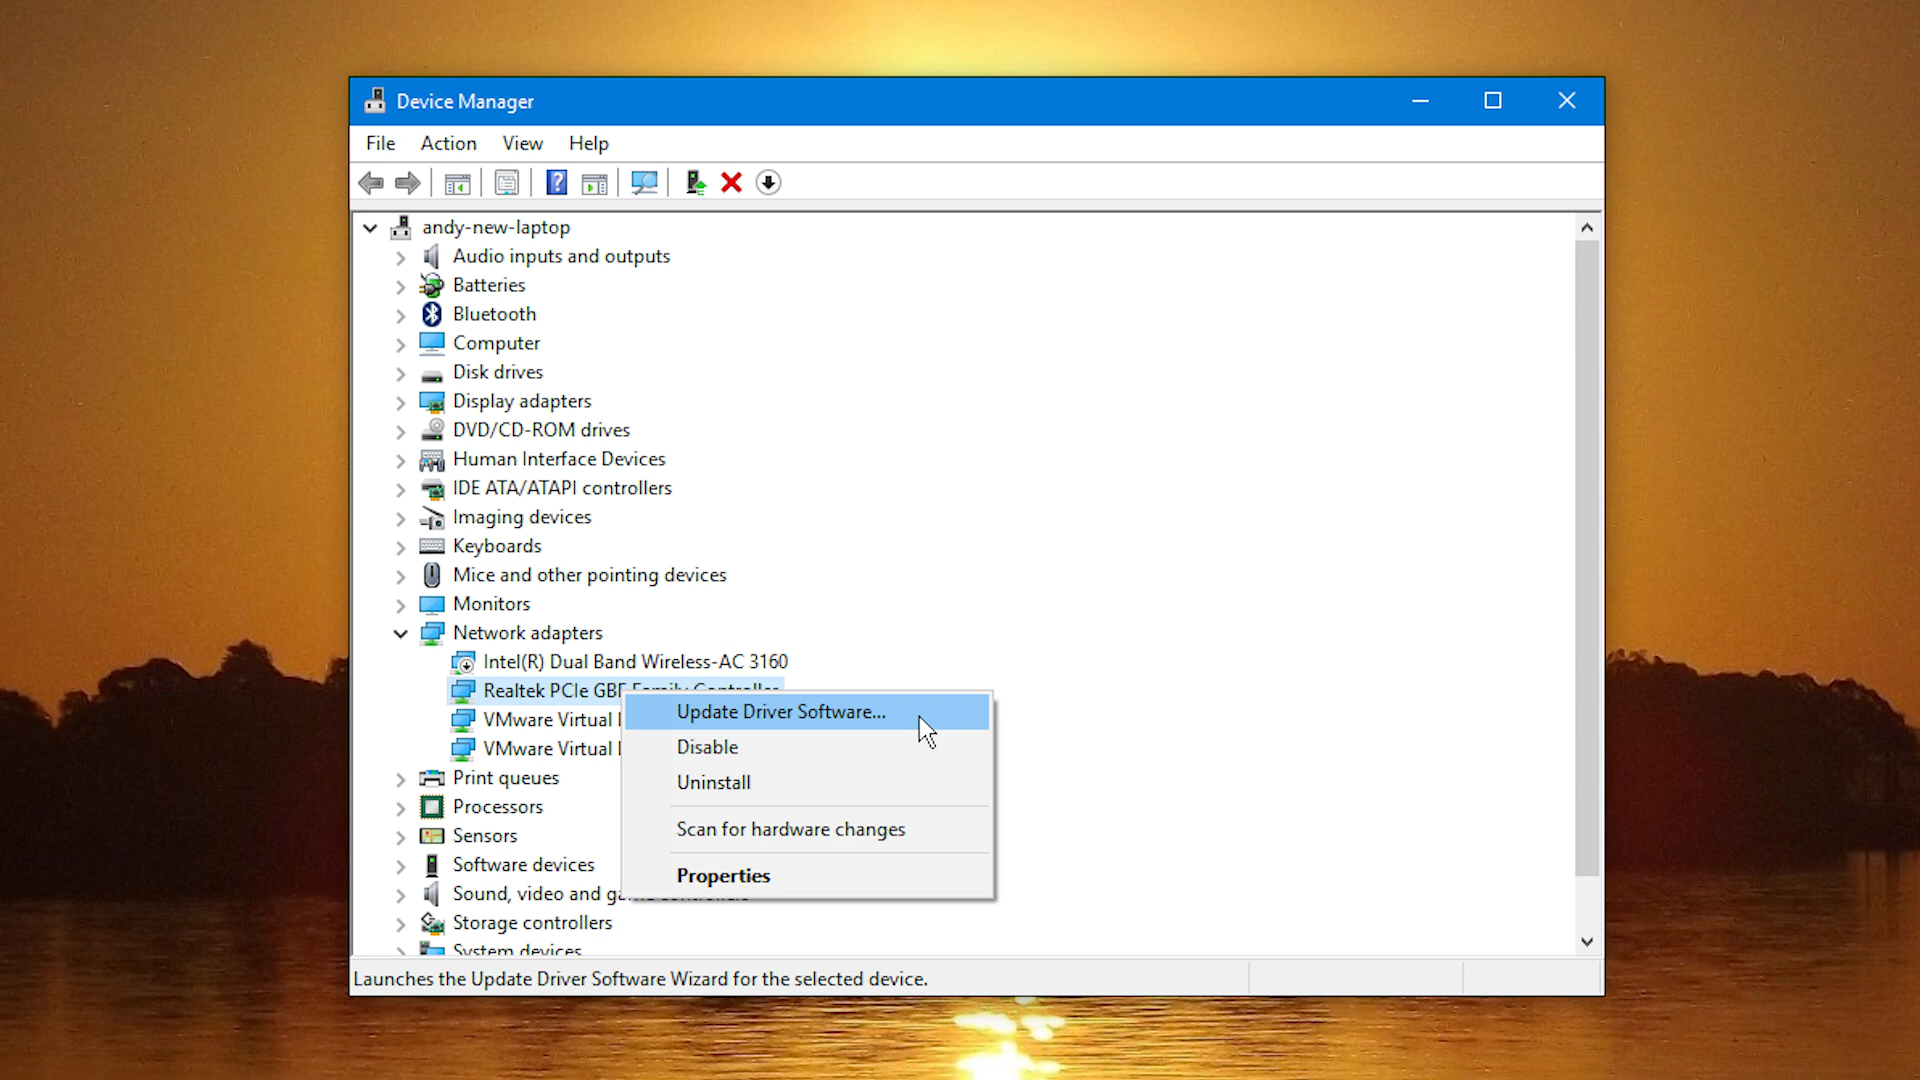 Device Manager
File Action View Help
andy-new-laptop
Audio inputs and outputs
Batteries
Bluetooth
Computer
Disk drives
Display adapters
DVD/CD-ROM drives
Human Interface Devices
IDE ATA/ATAPI controllers
Imaging devices
Keyboards
Mice and other pointing devices
Monitors
Network adapters
Intel(R) Dual Band Wireless-AC 3160
Realtek PCIe GBE Family Controller
VMware Virtual
VMware Virtual
Print queues
Processors
Sensors
Software devices
Sound, video and game controllers
Storage controllers
System devices
Update Driver Software...
Disable
Uninstall
Scan for hardware changes
Properties
Launches the Update Driver Software Wizard for the selected device.